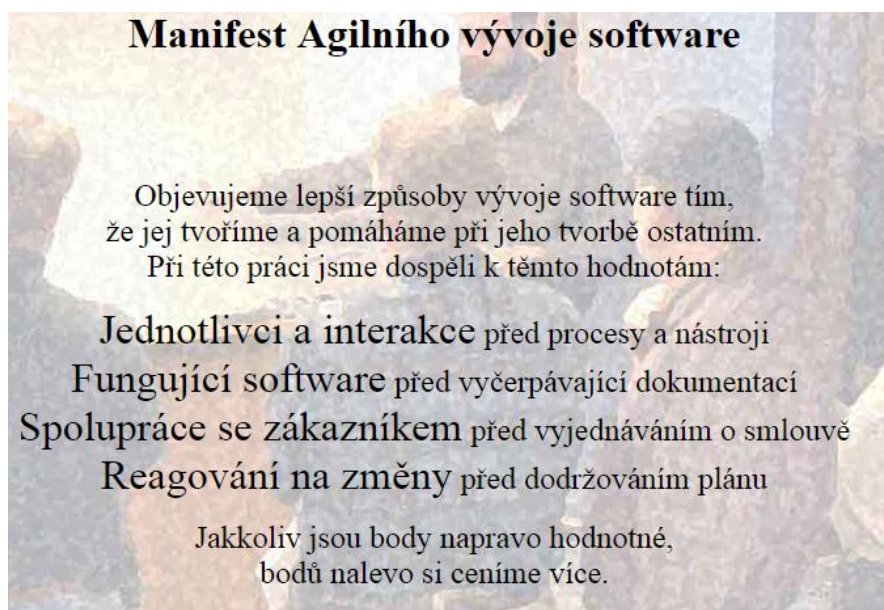 Manifest Agilního vývoje software
Objevujeme lepší způsoby vývoje software tím,
že jej tvoříme a pomáháme při jeho tvorbě ostatním.
Při této práci jsme dospěli k těmto hodnotám:
Jednotlivci a interakce před procesy a nástroji
Fungující software před vyčerpávající dokumentací
Spolupráce se zákazníkem před vyjednáváním o smlouvě
Reagování na změny před dodržováním plánu
Jakkoliv jsou body napravo hodnotné,
bodů nalevo si ceníme více.